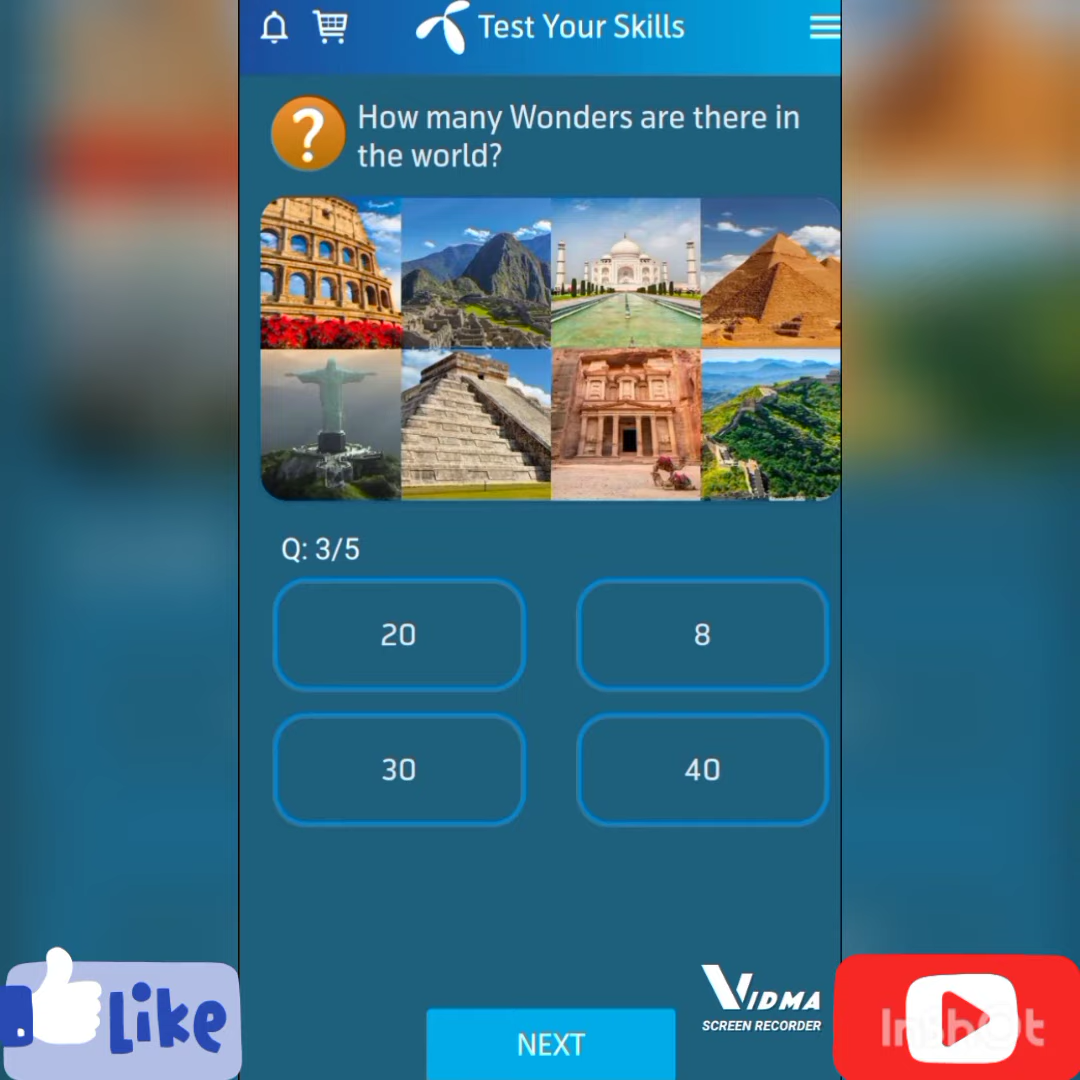 Test Your Skills
?
How many Wonders are there in
the world?
Q: 3/5
20
8
30
40
VIDMA
SCREEN RECORDER
Like
InShOt
NEXT